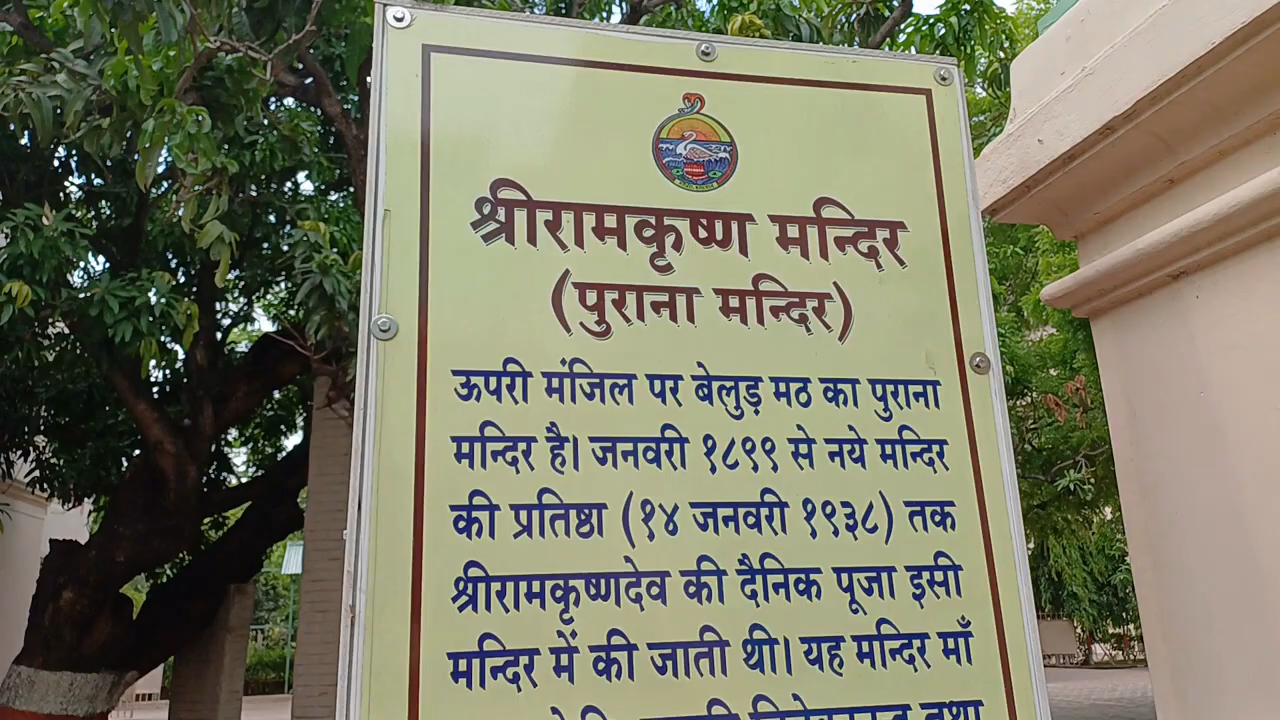 श्रीरामकृष्ण मन्दिर
(पुराना मन्दिर)
ऊपरी मंजिल पर बेलुड़ मठ का पुराना
मन्दिर है। जनवरी १८९९ से नये मन्दिर
की प्रतिष्ठा (१४ जनवरी १९३८) तक
श्रीरामकृष्णदेव की दैनिक पूजा इसी
मन्दिर में की जाती थी। यह मन्दिर माँ
तथा